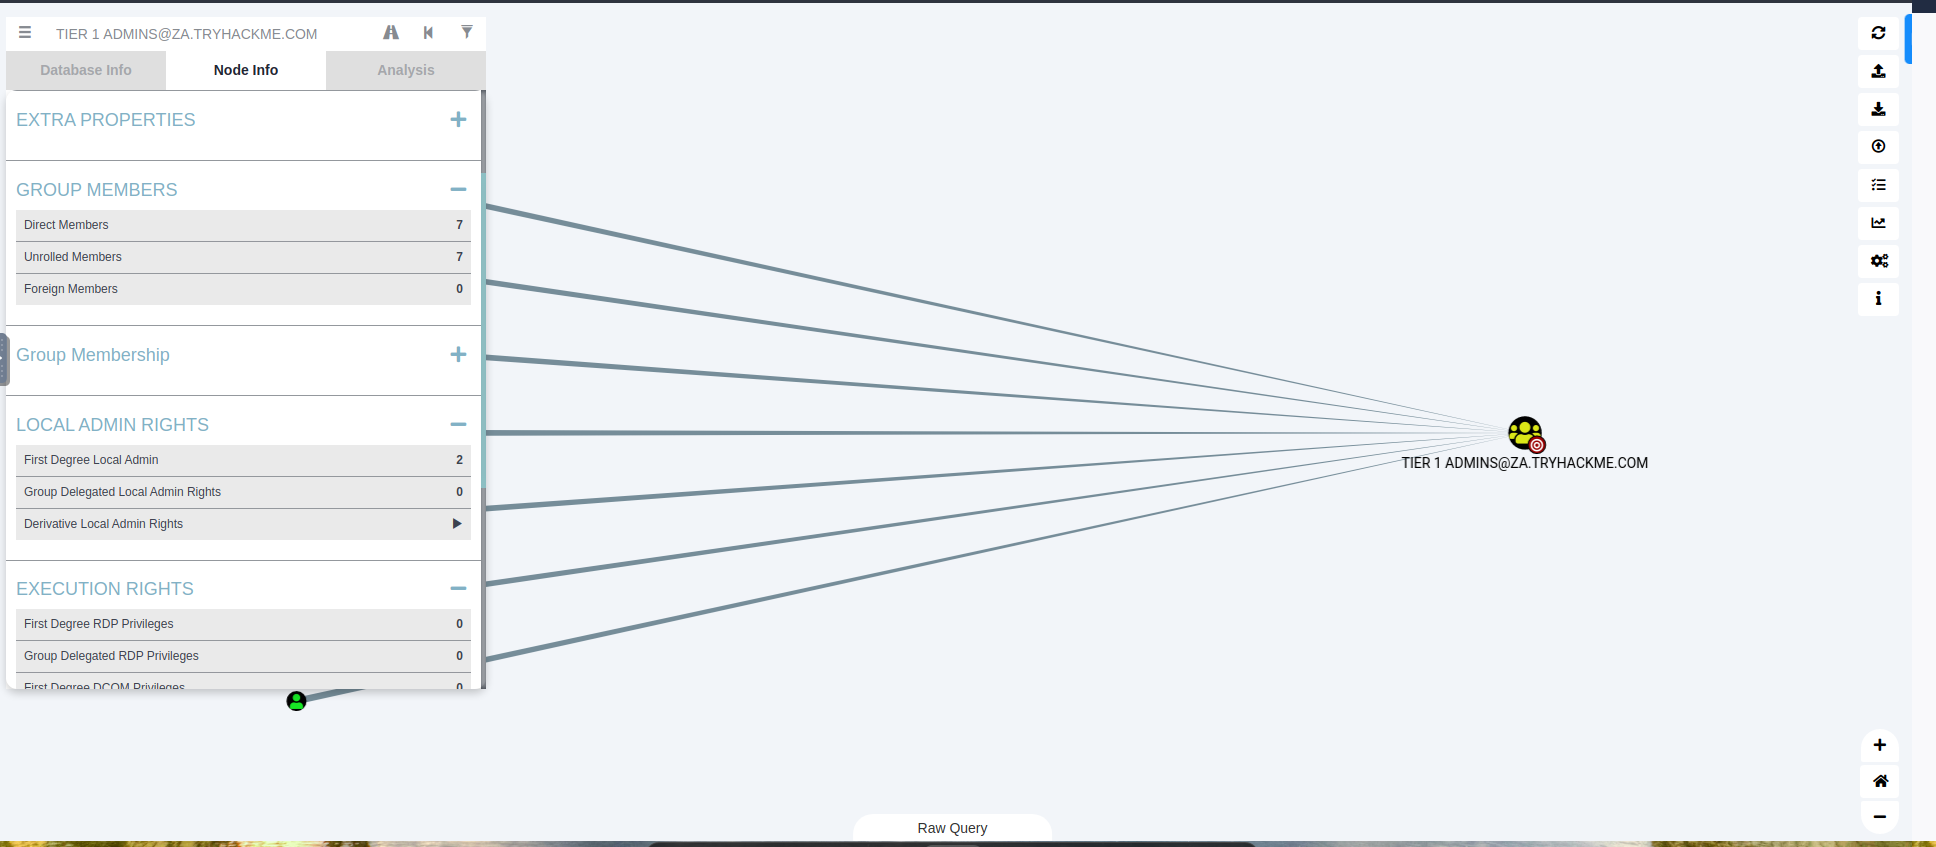 TIER 1 ADMINS@ZA.TRYHACKME.COM
Database Info
Node Info
Analysis
EXTRA PROPERTIES
GROUP MEMBERS
Direct Members 7
Unrolled Members 7
Foreign Members 0
Group Membership
LOCAL ADMIN RIGHTS
First Degree Local Admin 2
Group Delegated Local Admin Rights 0
Derivative Local Admin Rights
EXECUTION RIGHTS
First Degree RDP Privileges 0
Group Delegated RDP Privileges 0
First Degree DCOM Privileges 0
TIER 1 ADMINS@ZA.TRYHACKME.COM
Raw Query